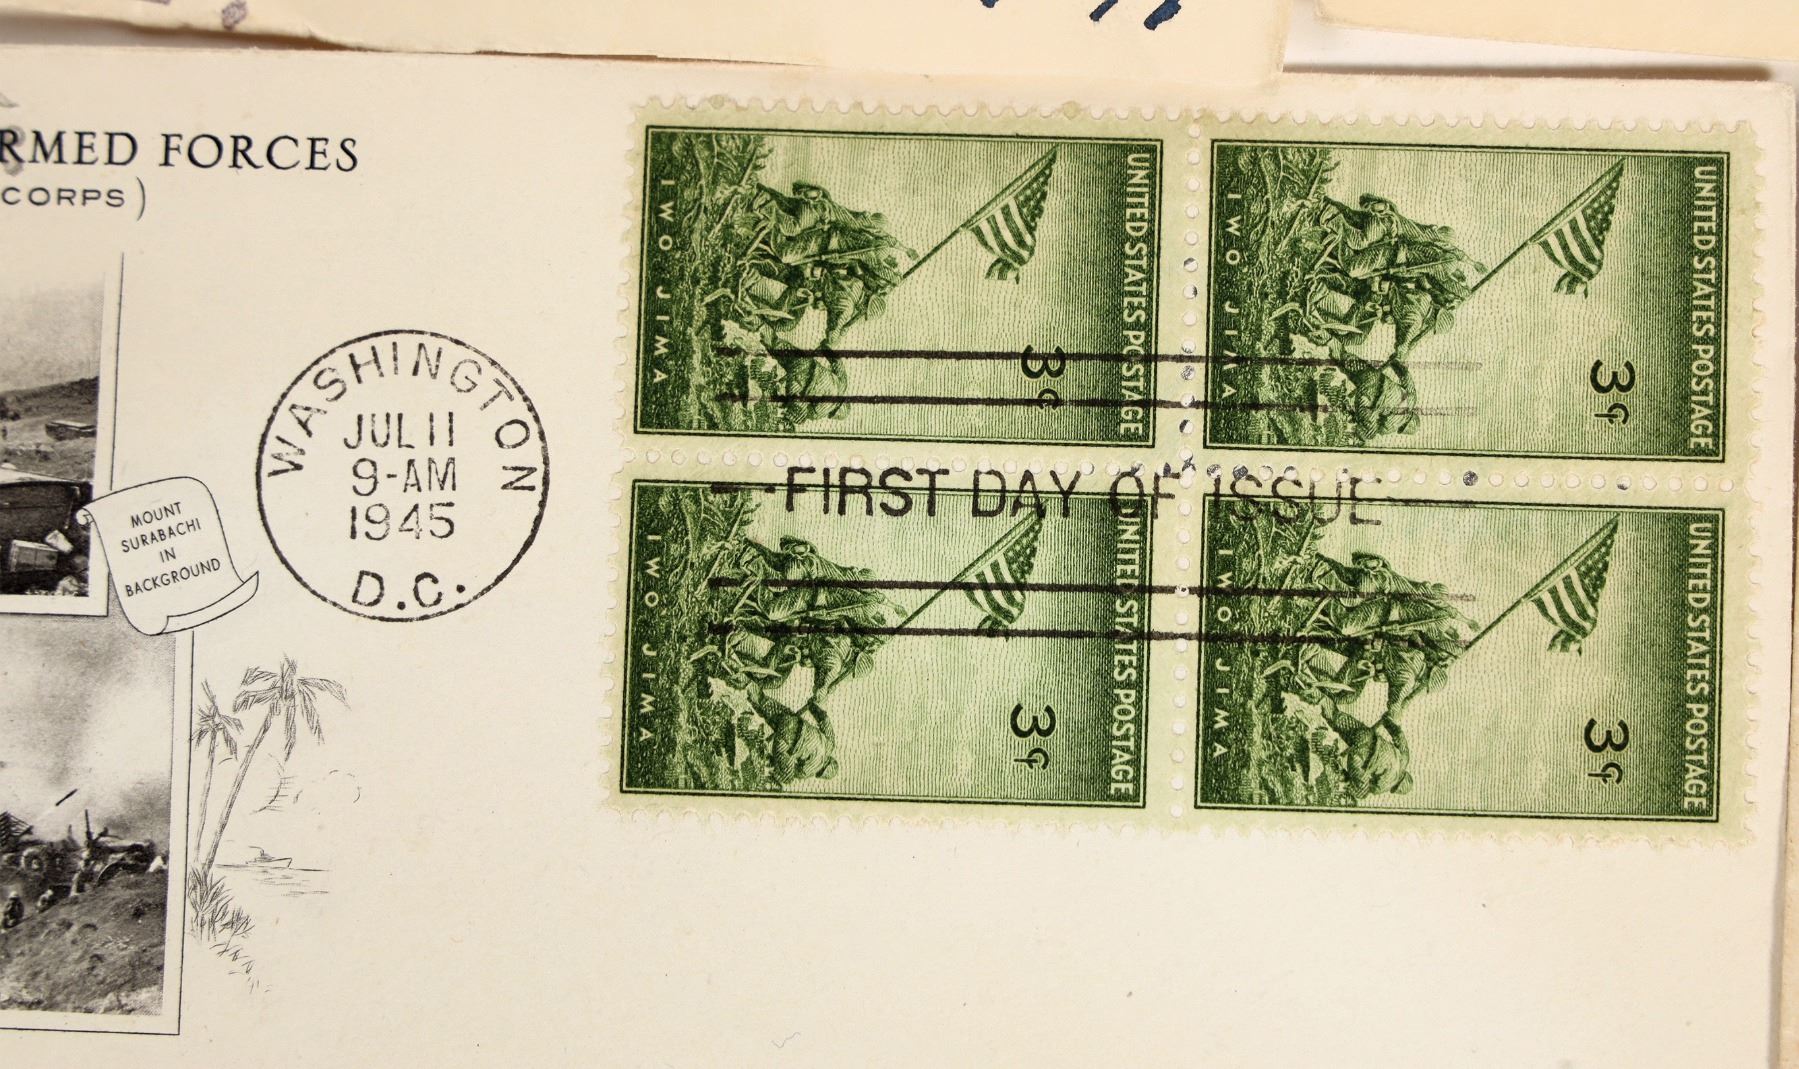 RMED FORCES
CORPS)
WASHINGTON
JUL 11
9-AM
1945
D.C.
MOUNT
SURABACHI
IN
BACKGROUND
UNITED STATES POSTAGE
3¢
IWO JIMA
UNITED STATES POSTAGE
3¢
IWO JIMA
FIRST DAY OF ISSUE
UNITED STATES POSTAGE
3¢
IWO JIMA
UNITED STATES POSTAGE
3¢
IWO JIMA